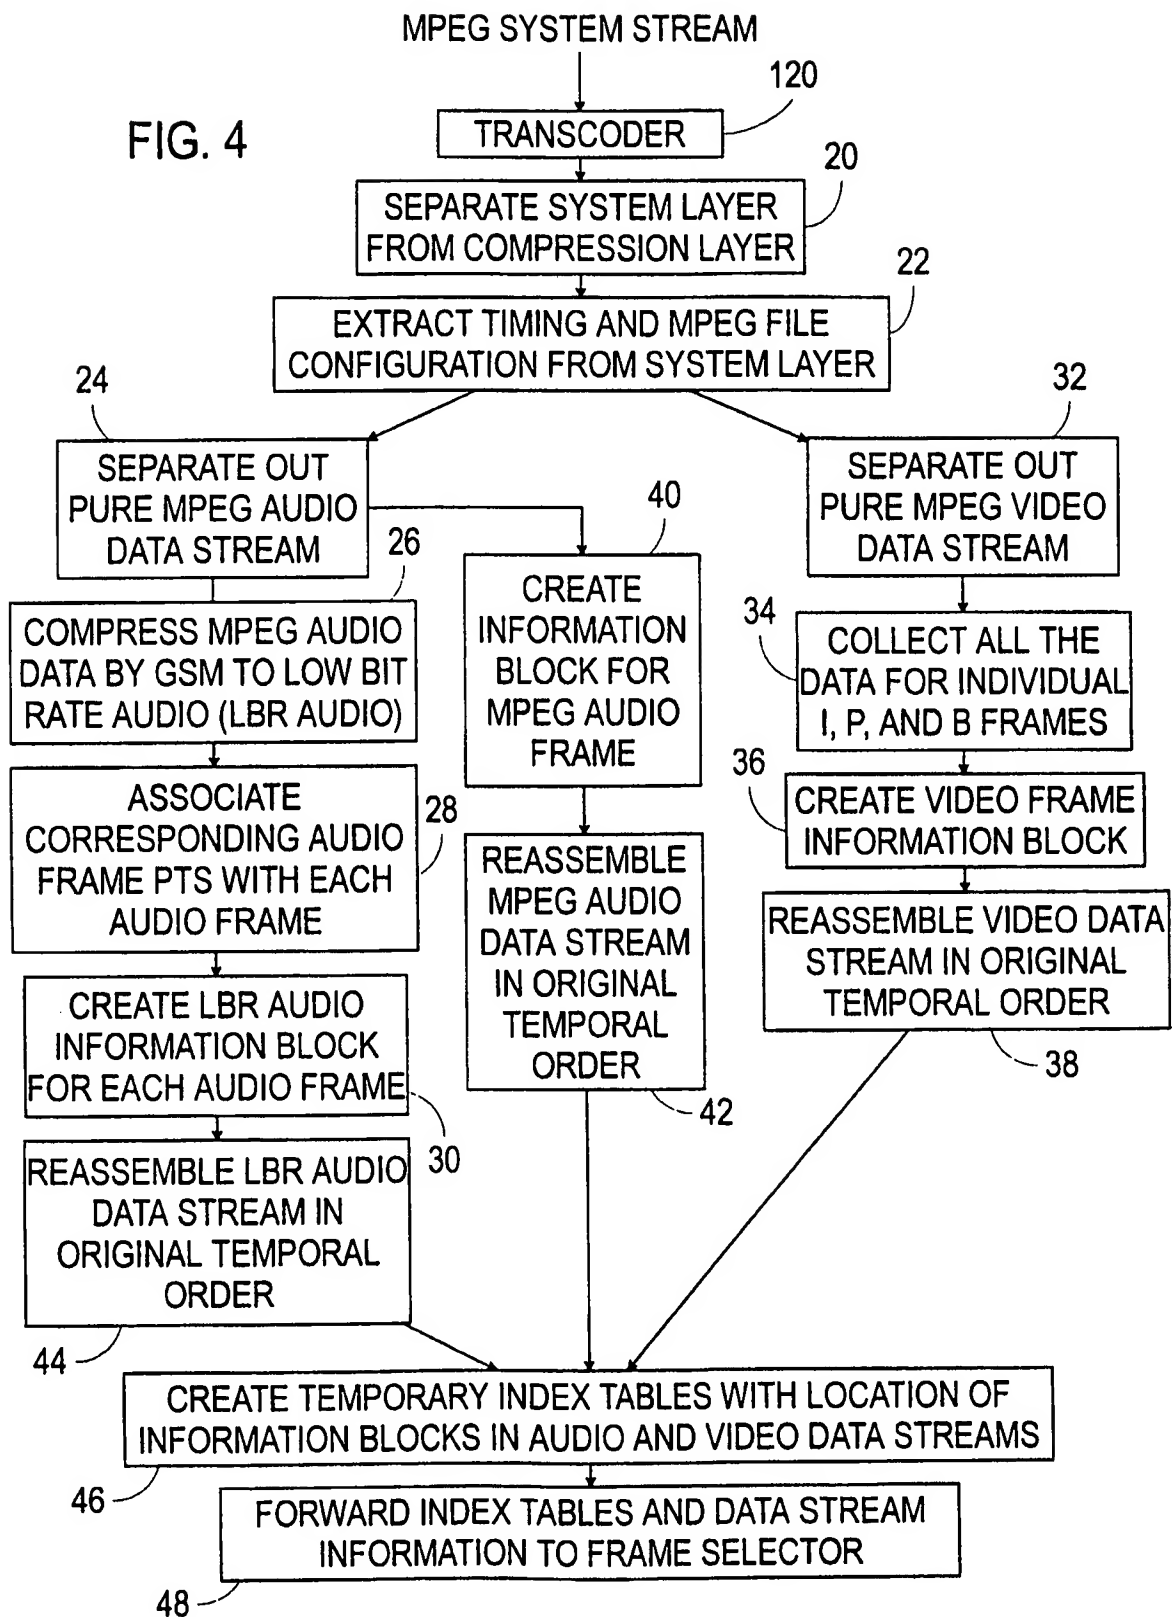 MPEG SYSTEM STREAM
120
FIG. 4
TRANSCODER
20
SEPARATE SYSTEM LAYER
FROM COMPRESSION LAYER
22
EXTRACT TIMING AND MPEG FILE
CONFIGURATION FROM SYSTEM LAYER
24
SEPARATE OUT
PURE MPEG AUDIO
DATA STREAM
26
COMPRESS MPEG AUDIO
DATA BY GSM TO LOW BIT
RATE AUDIO (LBR AUDIO)
ASSOCIATE
CORRESPONDING AUDIO
FRAME PTS WITH EACH
AUDIO FRAME
28
CREATE LBR AUDIO
INFORMATION BLOCK
FOR EACH AUDIO FRAME
30
REASSEMBLE LBR AUDIO
DATA STREAM IN
ORIGINAL TEMPORAL
ORDER
44
40
CREATE
INFORMATION
BLOCK FOR
MPEG AUDIO
FRAME
REASSEMBLE
MPEG AUDIO
DATA STREAM
IN ORIGINAL
TEMPORAL
ORDER
42
32
SEPARATE OUT
PURE MPEG VIDEO
DATA STREAM
34
COLLECT ALL THE
DATA FOR INDIVIDUAL
I, P, AND B FRAMES
36
CREATE VIDEO FRAME
INFORMATION BLOCK
REASSEMBLE VIDEO DATA
STREAM IN ORIGINAL
TEMPORAL ORDER
38
CREATE TEMPORARY INDEX TABLES WITH LOCATION OF
INFORMATION BLOCKS IN AUDIO AND VIDEO DATA STREAMS
46
FORWARD INDEX TABLES AND DATA STREAM
INFORMATION TO FRAME SELECTOR
48